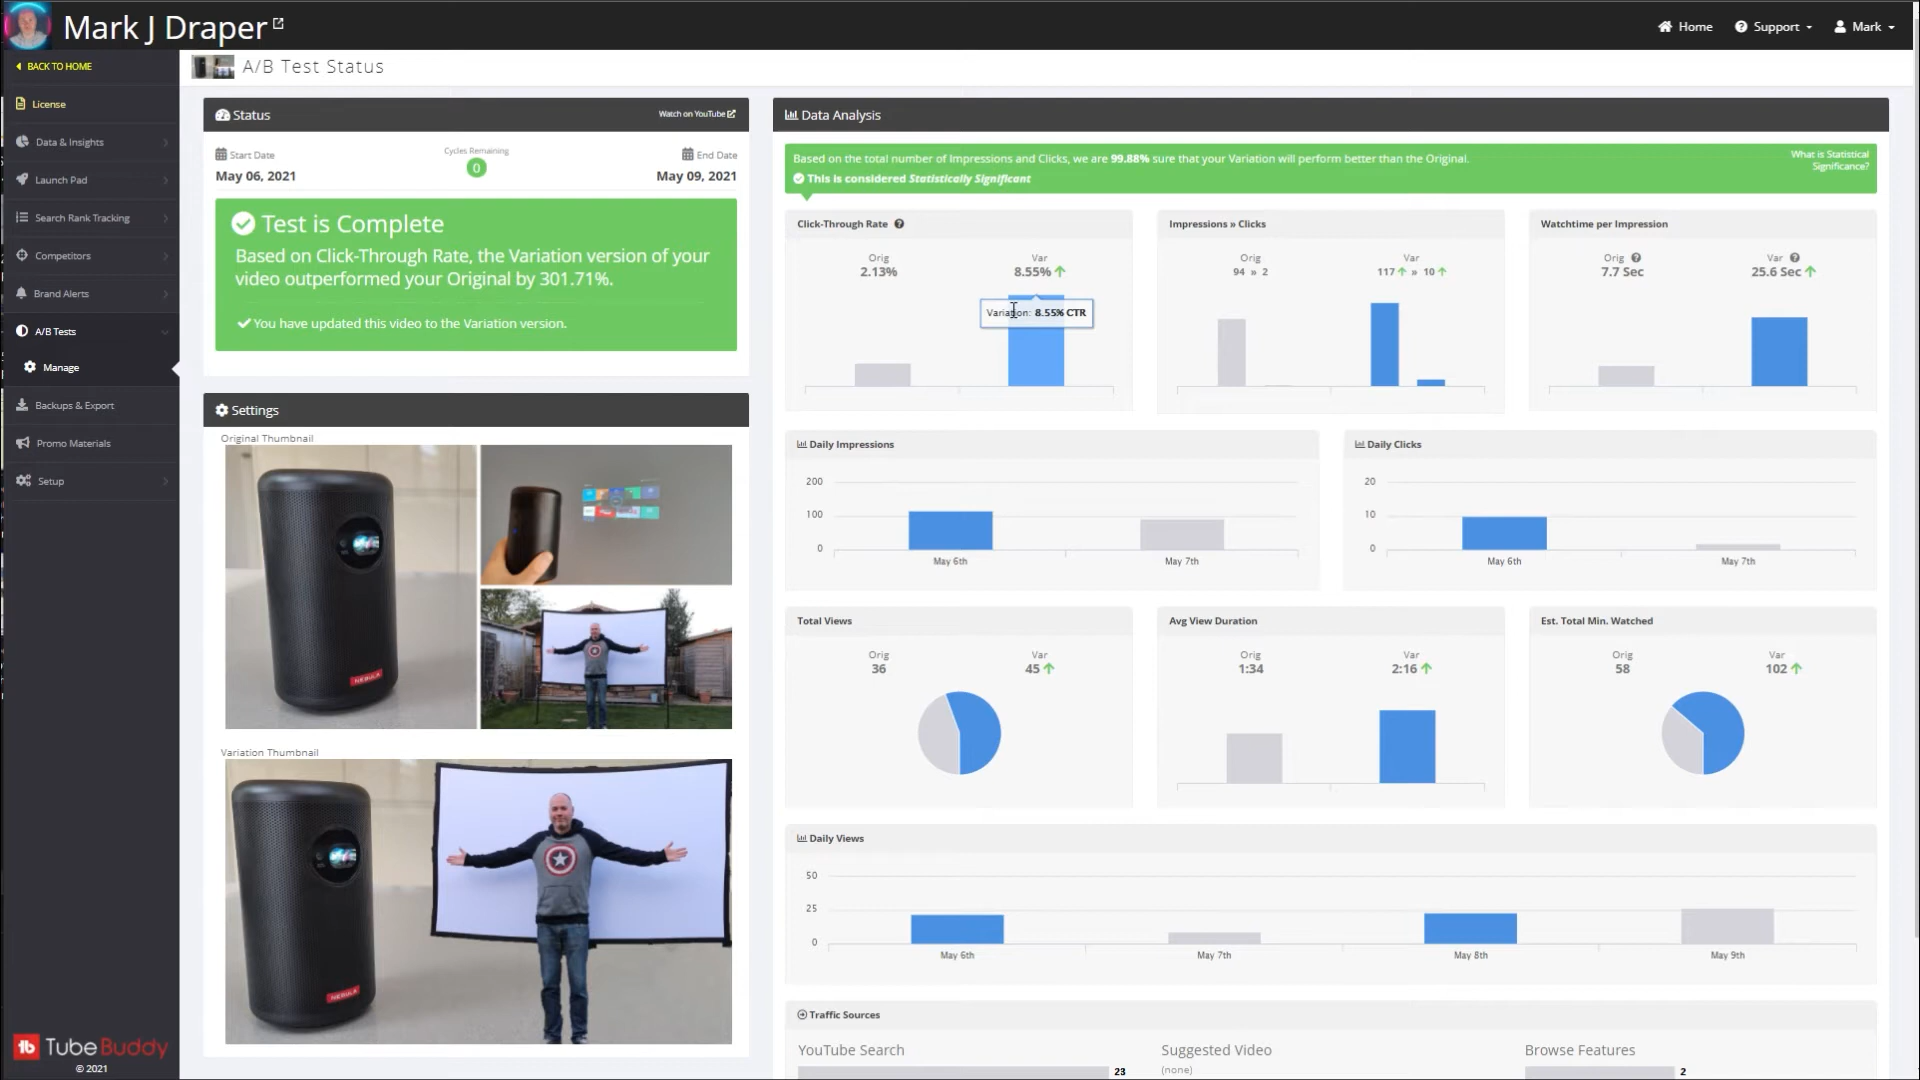 Mark J Draper
Home
Support
Mark
BACK TO HOME
License
Data & Insights
Launch Pad
Search Rank Tracking
Competitors
Brand Alerts
A/B Tests
Manage
Backups & Export
Promo Materials
Setup
TubeBuddy
© 2021
A/B Test Status
Status
Watch on YouTube
Start Date
May 06, 2021
Cycles Remaining
0
End Date
May 09, 2021
Test is Complete
Based on Click-Through Rate, the Variation version of your
video outperformed your Original by 301.71%.
You have updated this video to the Variation version.
Settings
Original Thumbnail
NEBULA
Variation Thumbnail
NEBULA
Data Analysis
Based on the total number of Impressions and Clicks, we are 99.88% sure that your Variation will perform better than the Original.
This is considered Statistically Significant
What is Statistical
Significance?
Click-Through Rate
Orig
2.13%
Var
8.55%
Variation: 8.55% CTR
Impressions » Clicks
Orig
94 » 2
Var
117 » 10
Watchtime per Impression
Orig
7.7 Sec
Var
25.6 Sec
Daily Impressions
200
100
0
May 6th
May 7th
Daily Clicks
20
10
0
May 6th
May 7th
Total Views
Orig
36
Var
45
Avg View Duration
Orig
1:34
Var
2:16
Est. Total Min. Watched
Orig
58
Var
102
Daily Views
50
25
0
May 6th
May 7th
May 8th
May 9th
Traffic Sources
YouTube Search
23
Suggested Video
(none)
Browse Features
2